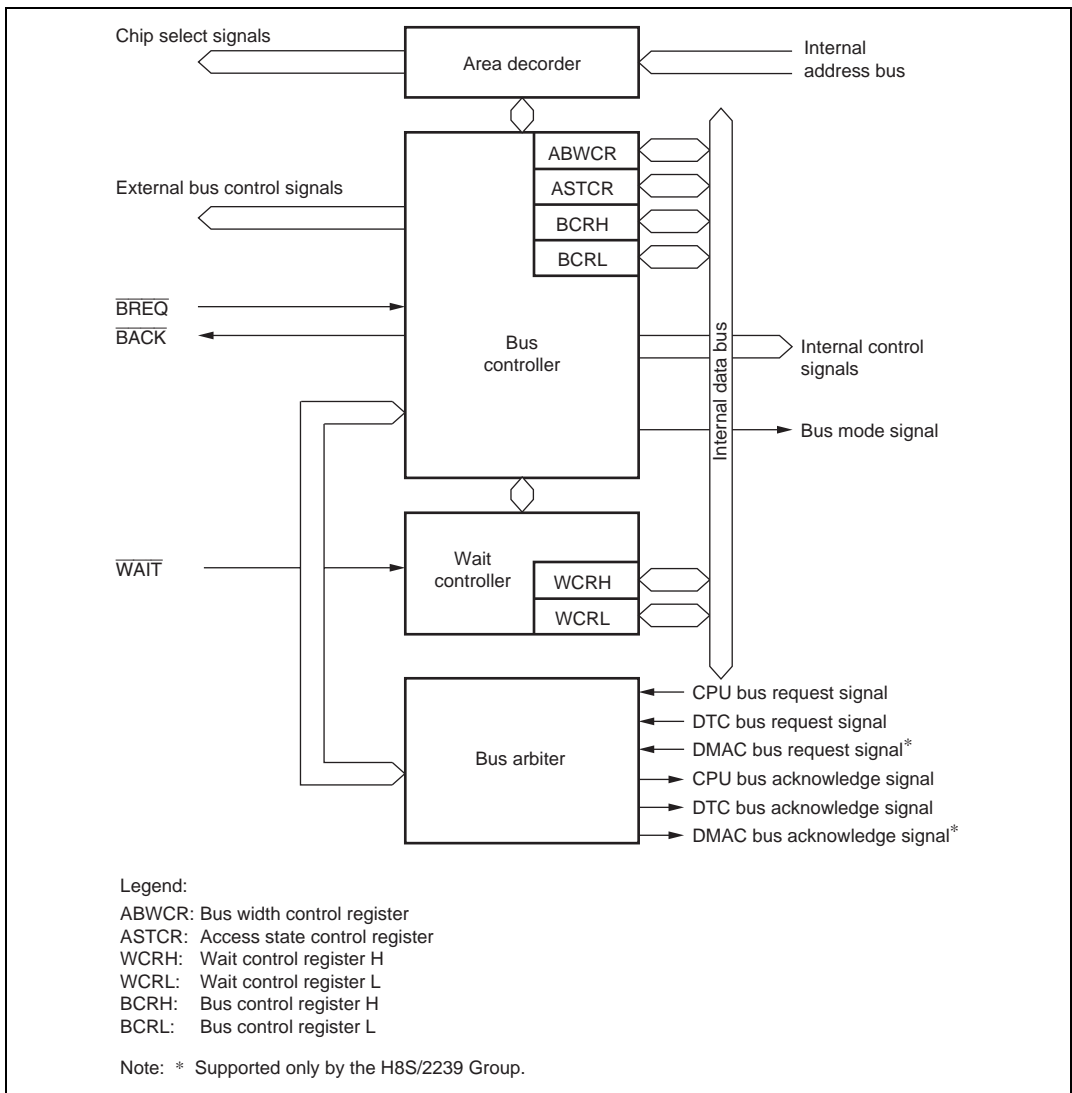 Chip select signals
Area decorder
Internal
address bus
ABWCR
ASTCR
External bus control signals
BCRH
BCRL
BREQ
BACK
Bus
controller
Internal data bus
Internal control
signals
Bus mode signal
WAIT
Wait
controller
WCRH
WCRL
Bus arbiter
CPU bus request signal
DTC bus request signal
DMAC bus request signal*
CPU bus acknowledge signal
DTC bus acknowledge signal
DMAC bus acknowledge signal*
Legend:
ABWCR: Bus width control register
ASTCR: Access state control register
WCRH: Wait control register H
WCRL: Wait control register L
BCRH: Bus control register H
BCRL: Bus control register L
Note: * Supported only by the H8S/2239 Group.